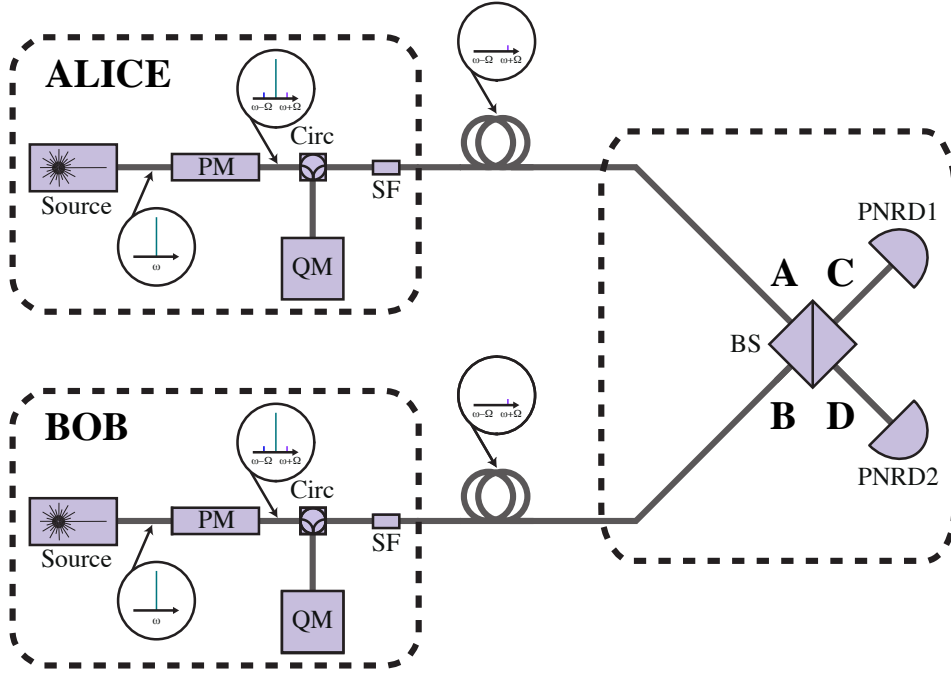 ALICE
ω−Ω ω+Ω
ω−Ω ω+Ω
Circ
PM
SF
Source
ω
QM
PNRD1
A C
BS
B D
PNRD2
BOB
ω−Ω ω+Ω
ω−Ω ω+Ω
Circ
PM
SF
Source
ω
QM